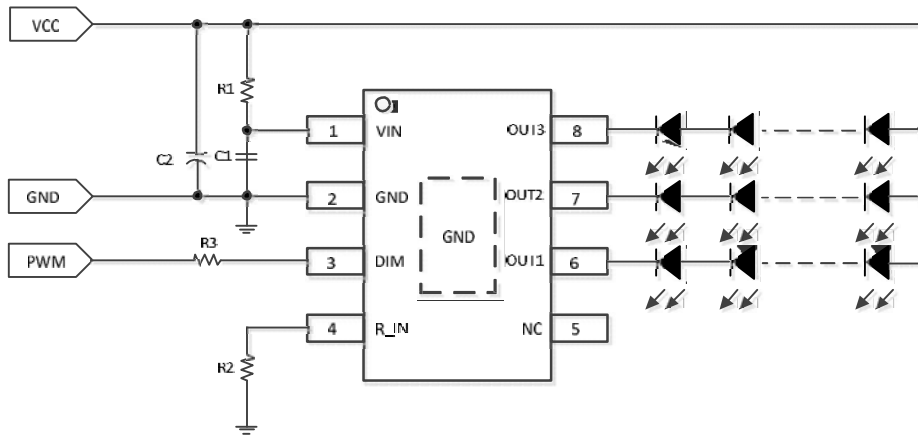 VCC
R1
1
VIN
OUT3
8
C2
C1
GND
2
GND
OUT2
7
GND
R3
PWM
3
DIM
OUT1
6
4
R_IN
NC
5
R2